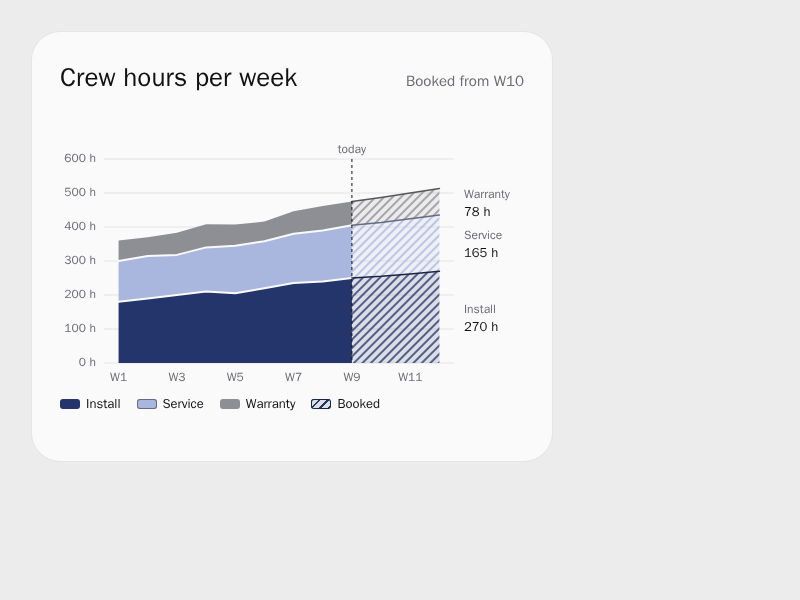 Crew hours per week
Booked from W10
today
600 h
500 h
400 h
300 h
200 h
100 h
0 h
Warranty
78 h
Service
165 h
Install
270 h
W1 W3 W5 W7 W9 W11
Install Service Warranty Booked